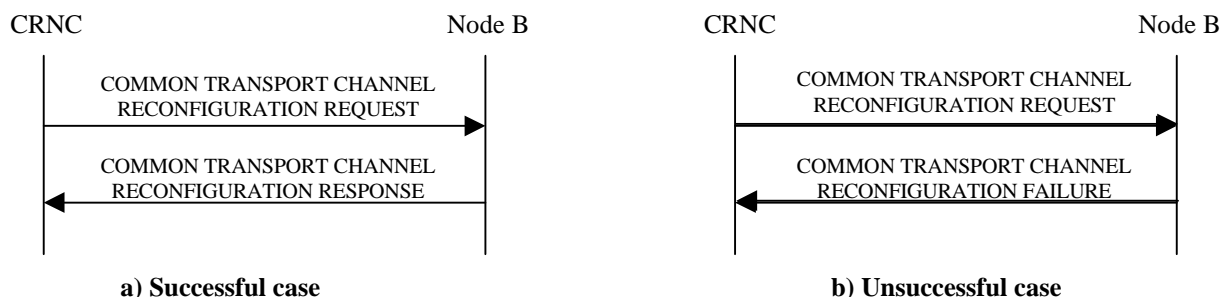 CRNC
Node B
COMMON TRANSPORT CHANNEL
RECONFIGURATION REQUEST
COMMON TRANSPORT CHANNEL
RECONFIGURATION RESPONSE
a) Successful case
CRNC
Node B
COMMON TRANSPORT CHANNEL
RECONFIGURATION REQUEST
COMMON TRANSPORT CHANNEL
RECONFIGURATION FAILURE
b) Unsuccessful case